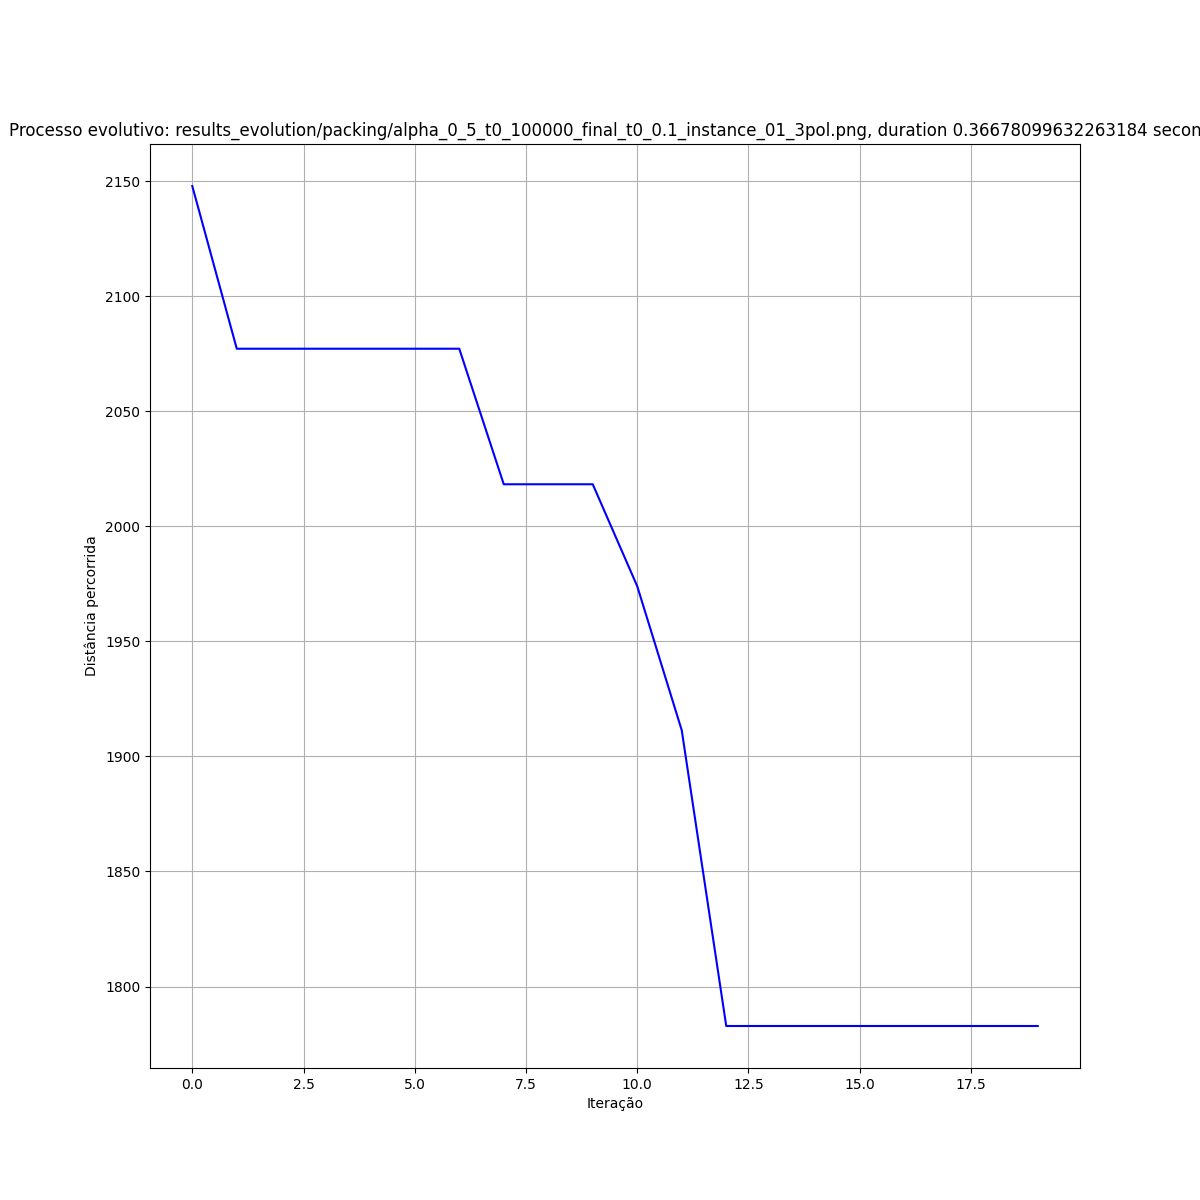 Processo evolutivo: results_evolution/packing/alpha_0_5_t0_100000_final_t0_0.1_instance_01_3pol.png, duration 0.36678099632263184 secon
2150
2100
2050
2000
1950
1900
1850
1800
Distância percorrida
0.0 2.5 5.0 7.5 10.0 12.5 15.0 17.5
Iteração